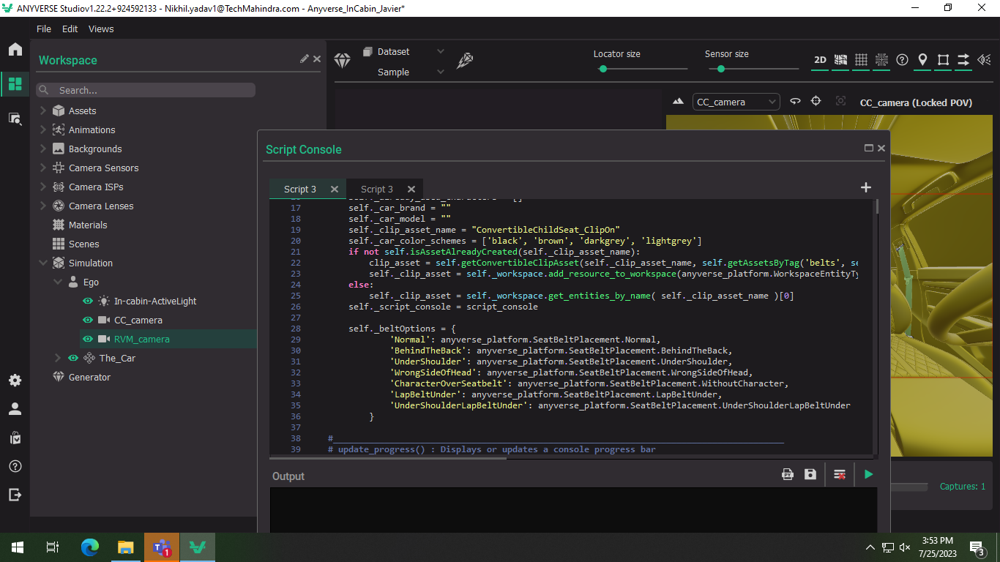 ANYVERSE Studiov1.22.2+924592133 - Nikhil.yadav1@TechMahindra.com - Anyverse_InCabin_Javier*
File Edit Views
Workspace
Search...
Assets
Animations
Backgrounds
Camera Sensors
Camera ISPs
Camera Lenses
Materials
Scenes
Simulation
Ego
In-cabin-ActiveLight
CC_camera
RVM_camera
The_Car
Generator
Dataset
Sample
Locator size
Sensor size
2D
CC_camera
CC_camera (Locked POV)
Script Console
Script 3
Script 3
17 self._car_brand = ""
18 self._car_model = ""
19 self._clip_asset_name = "ConvertibleChildSeat_ClipOn"
20 self._car_color_schemes = ['black', 'brown', 'darkgrey', 'lightgrey']
21 if not self.isAssetAlreadyCreated(self._clip_asset_name):
22 clip_asset = self.getConvertibleClipAsset(self._clip_asset_name, self.getAssetsByTag('belts', se
23 self._clip_asset = self._workspace.add_resource_to_workspace(anyverse_platform.WorkspaceEntityTy
24 else:
25 self._clip_asset = self._workspace.get_entities_by_name( self._clip_asset_name )[0]
26 self._script_console = script_console
27
28 self._beltOptions = {
29 'Normal': anyverse_platform.SeatBeltPlacement.Normal,
30 'BehindTheBack': anyverse_platform.SeatBeltPlacement.BehindTheBack,
31 'UnderShoulder': anyverse_platform.SeatBeltPlacement.UnderShoulder,
32 'WrongSideOfHead': anyverse_platform.SeatBeltPlacement.WrongSideOfHead,
33 'CharacterOverSeatbelt': anyverse_platform.SeatBeltPlacement.WithoutCharacter,
34 'LapBeltUnder': anyverse_platform.SeatBeltPlacement.LapBeltUnder,
35 'UnderShoulderLapBeltUnder': anyverse_platform.SeatBeltPlacement.UnderShoulderLapBeltUnder
36 }
37
38 #_______________________________________________________________________________________
39 # update_progress() : Displays or updates a console progress bar
Output
PY
Captures: 1
1
3:53 PM
7/25/2023
3